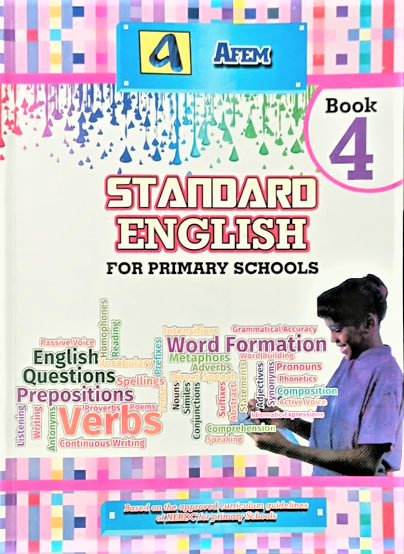 a AFEM
Book
4
STANDARD
ENGLISH
FOR PRIMARY SCHOOLS
Homophones
Reading
Passive Voice
Intensifiers
Grammatical Accuracy
Word Formation
English
Vocabulary
Prefixes
Metaphors
Word Building
Adverbs
Questions
Spellings
Direct Speech
Statements
Adjectives
Synonyms
Pronouns
Phonetics
Prepositions
Nouns
Similes
Conjunctions
Suffixes
Abstract
Composition
Active Voice
Listening
Writing
Antonyms
Proverbs
Poems
Verbs
Idiomatic Expressions
Comprehension
Speaking
Continuous Writing
Based on the approved curriculum guidelines
of NERDC for primary Schools